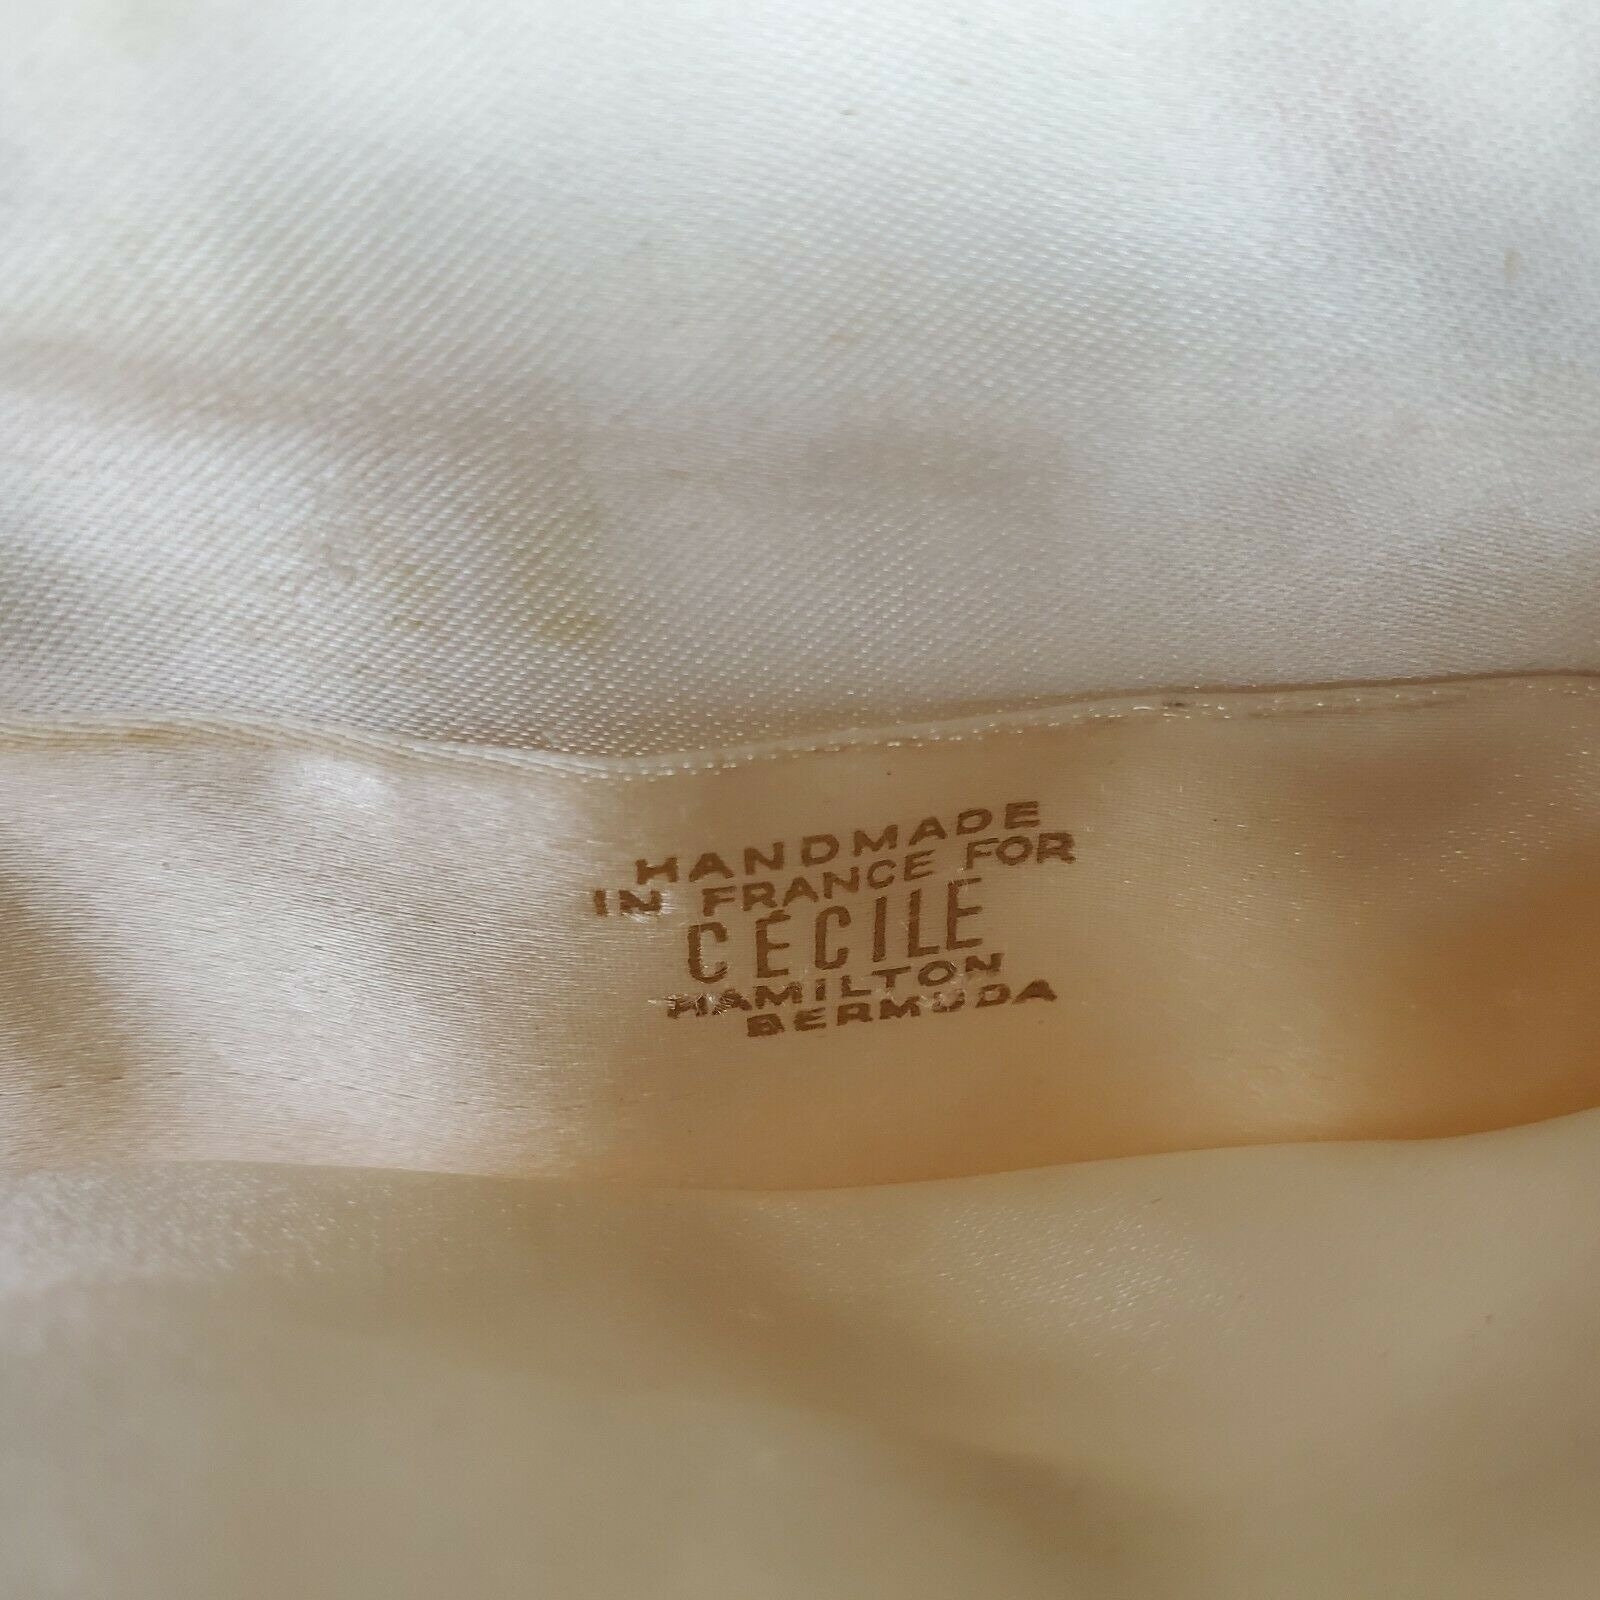 HANDMADE
IN FRANCE FOR
CÉCILE
HAMILTON
BERMUDA